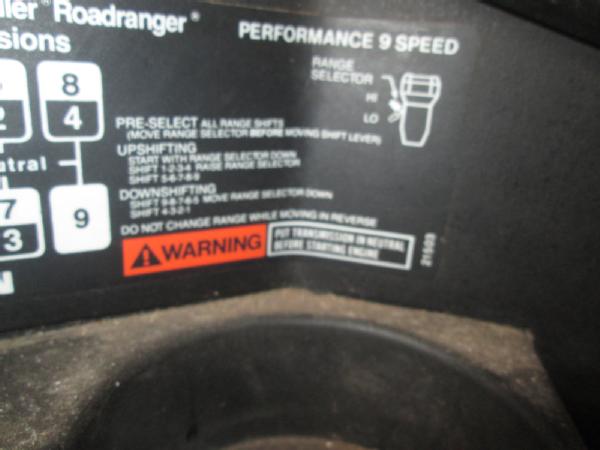 ller Roadranger®
ssions
PERFORMANCE 9 SPEED
RANGE
SELECTOR
HI
LO
8
2
4
utral
7
3
9
N
PRE-SELECT ALL RANGE SHIFTS
(MOVE RANGE SELECTOR BEFORE MOVING SHIFT LEVER)
UPSHIFTING
START WITH RANGE SELECTOR DOWN
SHIFT 1-2-3-4 RAISE RANGE SELECTOR
SHIFT 5-6-7-8-9
DOWNSHIFTING
SHIFT 9-8-7-6-5 MOVE RANGE SELECTOR DOWN
SHIFT 4-3-2-1
DO NOT CHANGE RANGE WHILE MOVING IN REVERSE
WARNING
PUT TRANSMISSION IN NEUTRAL
BEFORE STARTING ENGINE